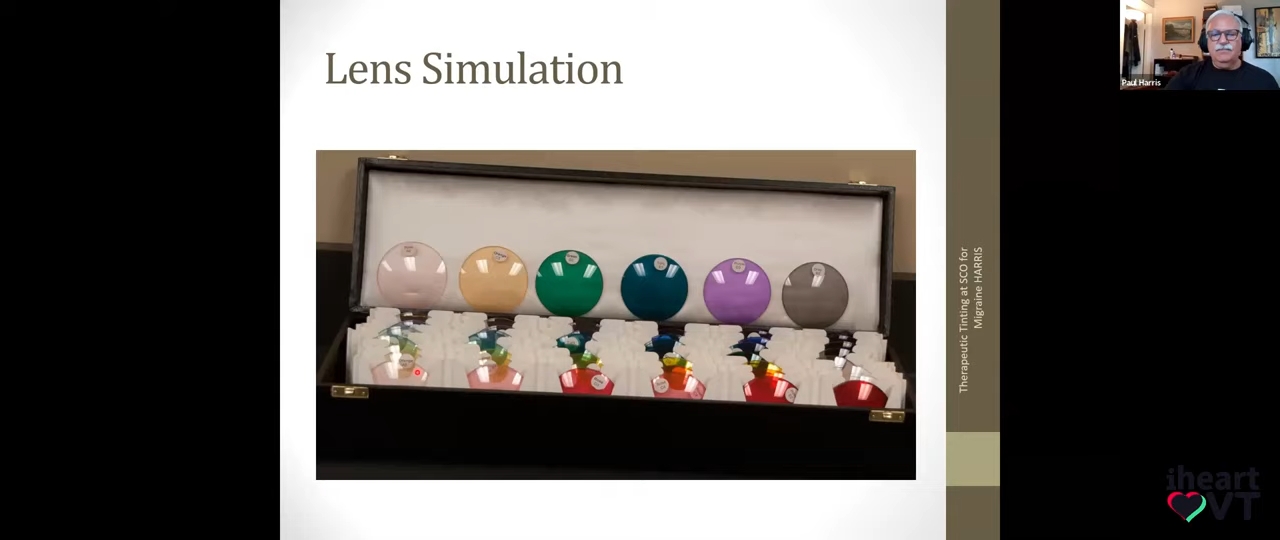 Lens Simulation
Paul Harris
Therapeutic Tinting at SCO for
Migraine HARRIS
iheart
VT